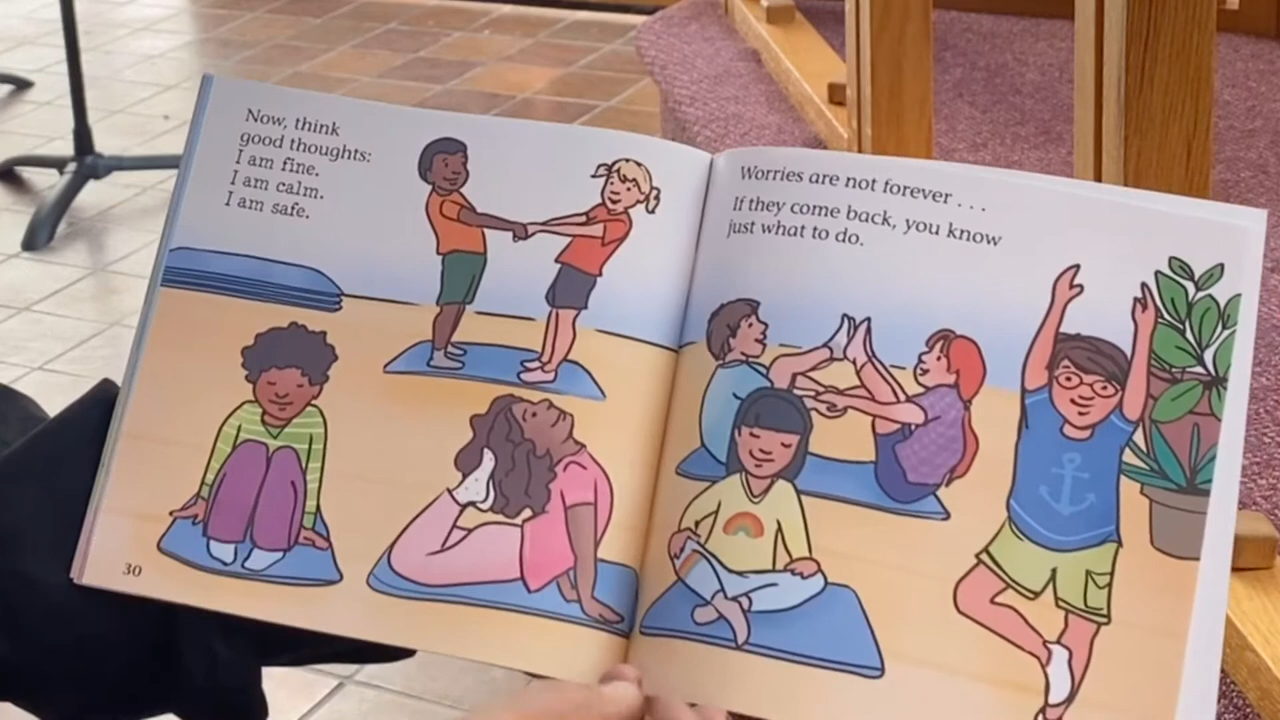 Now, think
good thoughts:
I am fine.
I am calm.
I am safe.
30
Worries are not forever . . .
If they come back, you know
just what to do.